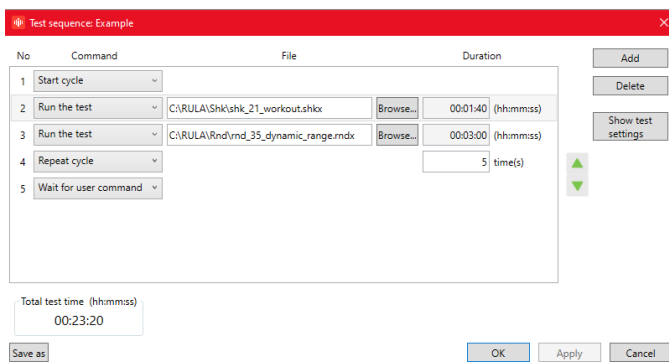 Test sequence: Example
No Command File Duration
Add
1 Start cycle
Delete
2 Run the test C:\RULA\Shk\shk_21_workout.shkx Browse... 00:01:40 (hh:mm:ss)
Show test
settings
3 Run the test C:\RULA\Rnd\rnd_35_dynamic_range.rndx Browse... 00:03:00 (hh:mm:ss)
4 Repeat cycle 5 time(s)
5 Wait for user command
Total test time (hh:mm:ss)
00:23:20
Save as OK Apply Cancel